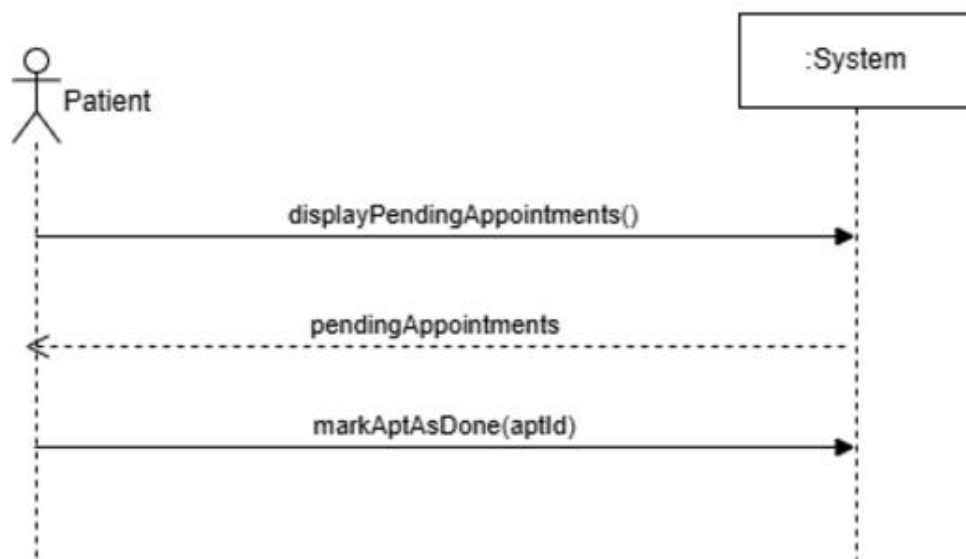 :System
Patient
displayPendingAppointments()
pendingAppointments
markAptAsDone(aptId)